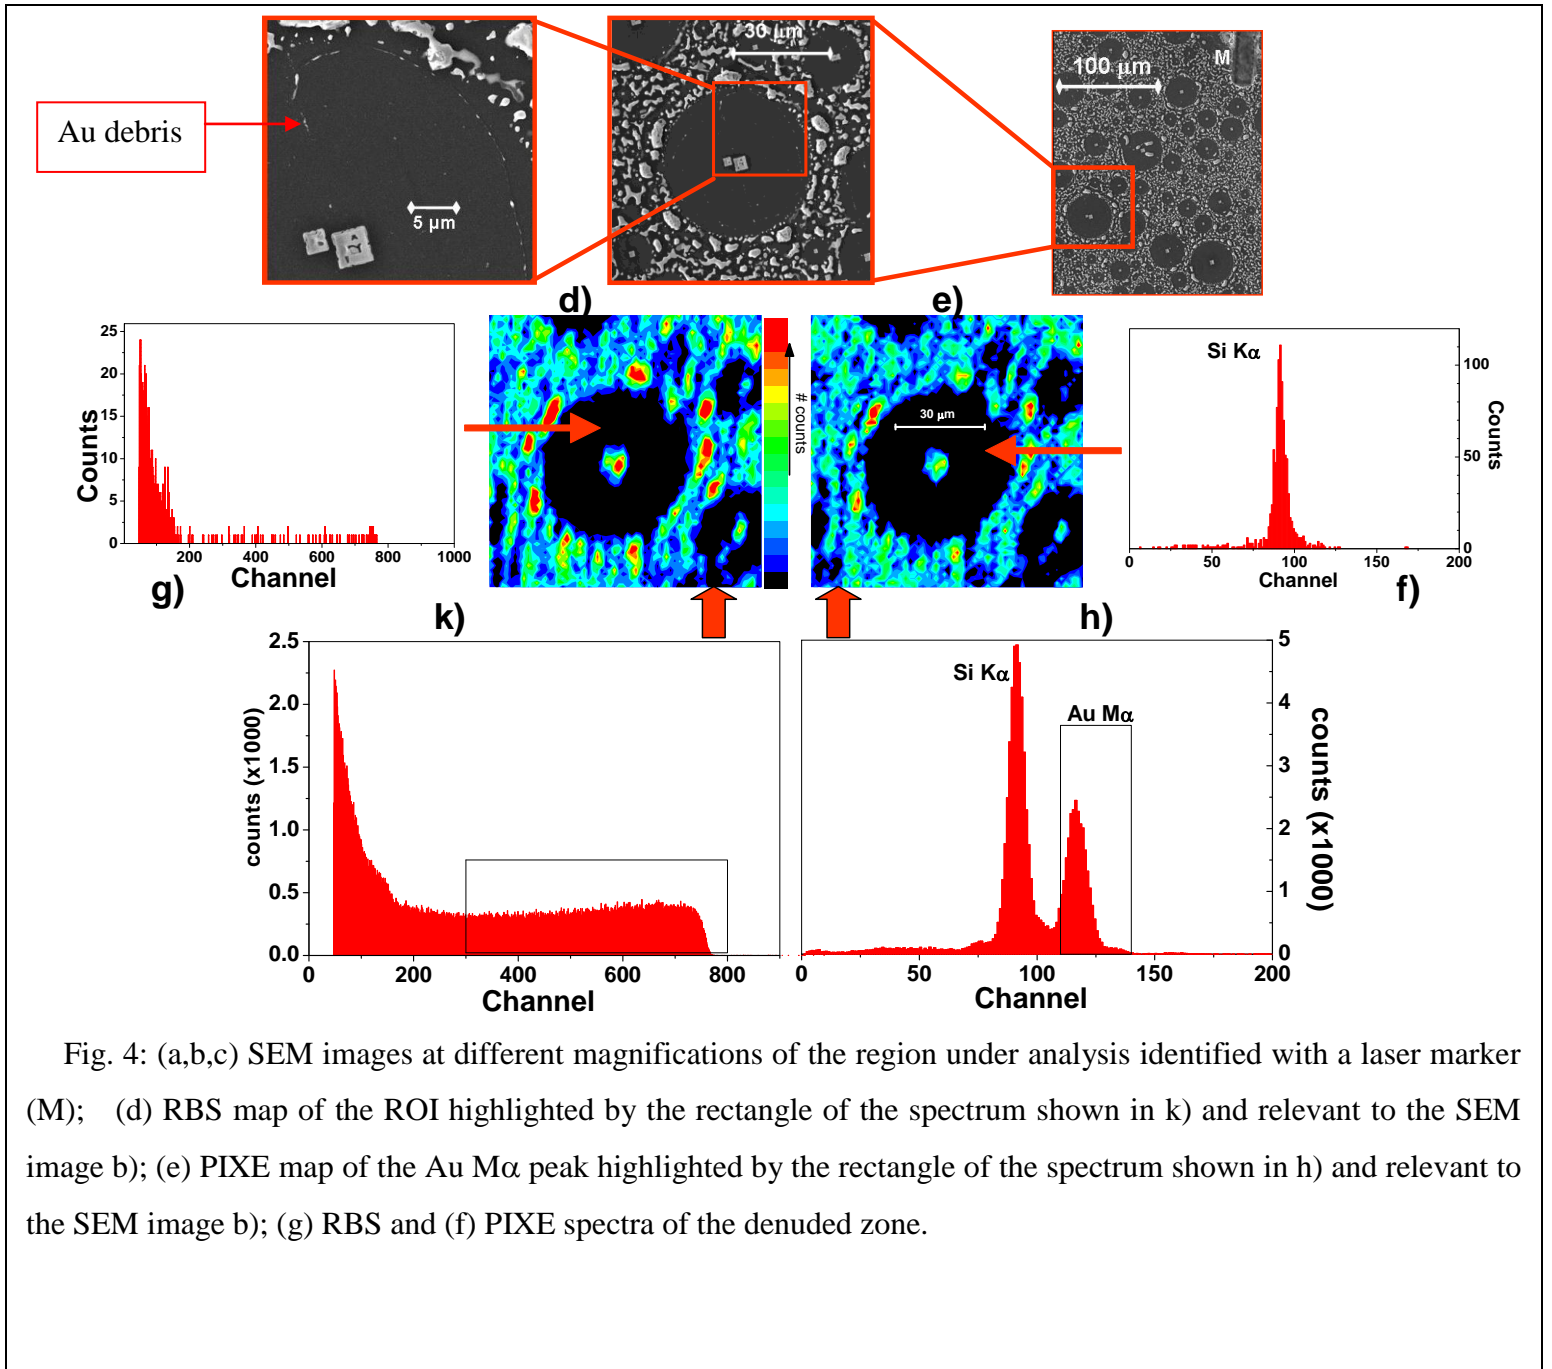 30 μm
M
100 μm
Au debris
5 μm
d)
e)
25
20
15
10
5
0
Counts
0 200 400 600 800 1000
Channel
g)
# counts
30 μm
Si Kα
100
50
0
Counts
0 50 100 150 200
Channel
f)
k)
h)
2.5
2.0
1.5
1.0
0.5
0.0
counts (x1000)
0 200 400 600 800
Channel
Si Kα
Au Mα
5
4
3
2
1
0
counts (x1000)
0 50 100 150 200
Channel
Fig. 4: (a,b,c) SEM images at different magnifications of the region under analysis identified with a laser marker
(M); (d) RBS map of the ROI highlighted by the rectangle of the spectrum shown in k) and relevant to the SEM
image b); (e) PIXE map of the Au Mα peak highlighted by the rectangle of the spectrum shown in h) and relevant to
the SEM image b); (g) RBS and (f) PIXE spectra of the denuded zone.